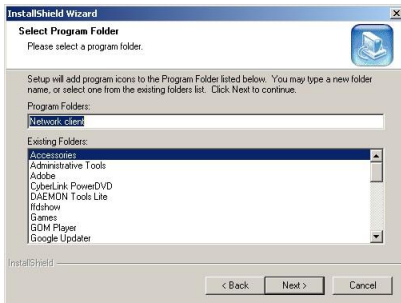 InstallShield Wizard
Select Program Folder
Please select a program folder.
Setup will add program icons to the Program Folder listed below. You may type a new folder
name, or select one from the existing folders list. Click Next to continue.
Program Folders:
Network client
Existing Folders:
Accessories
Administrative Tools
Adobe
CyberLink PowerDVD
DAEMON Tools Lite
ffdshow
Games
GOM Player
Google Updater
InstallShield
< Back Next > Cancel